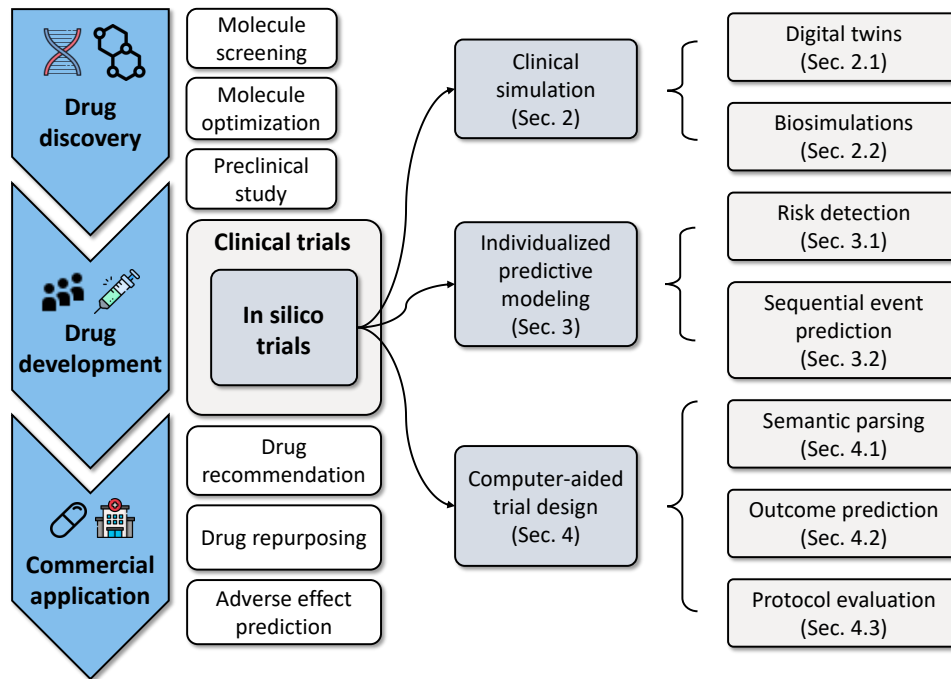 Drug
discovery
Drug
development
Commercial
application
Molecule
screening
Molecule
optimization
Preclinical
study
Clinical trials
In silico
trials
Drug
recommendation
Drug repurposing
Adverse effect
prediction
Clinical
simulation
(Sec. 2)
Individualized
predictive
modeling
(Sec. 3)
Computer-aided
trial design
(Sec. 4)
Digital twins
(Sec. 2.1)
Biosimulations
(Sec. 2.2)
Risk detection
(Sec. 3.1)
Sequential event
prediction
(Sec. 3.2)
Semantic parsing
(Sec. 4.1)
Outcome prediction
(Sec. 4.2)
Protocol evaluation
(Sec. 4.3)